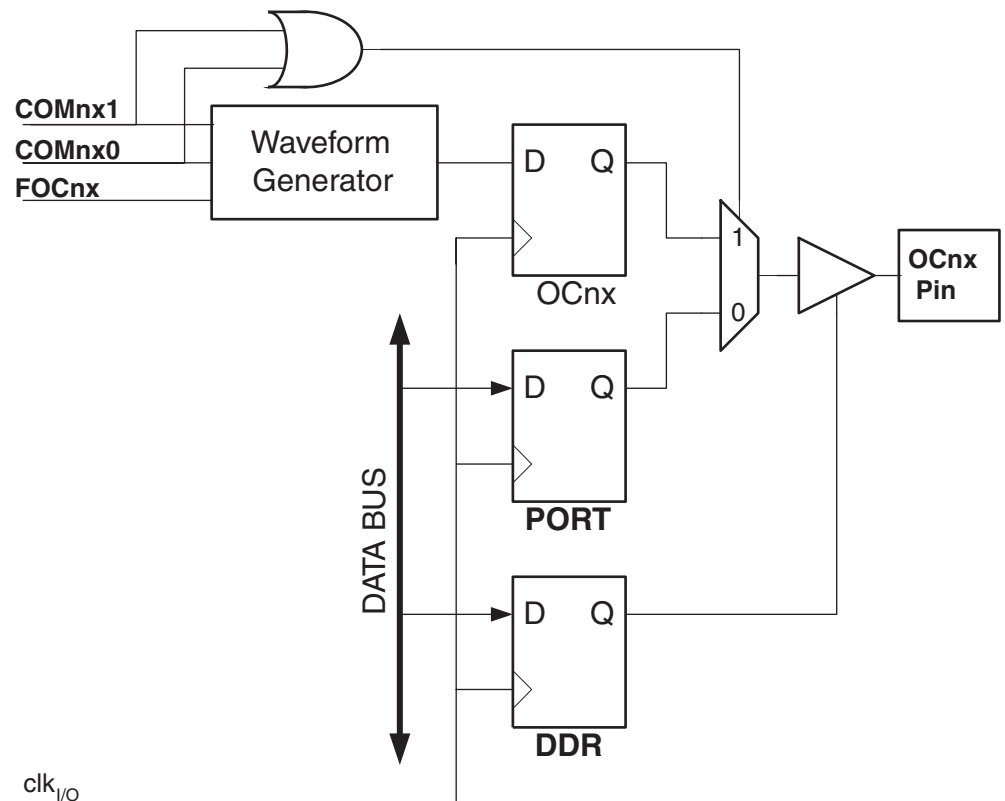 COMnx1
COMnx0
FOCnx
Waveform
Generator
D Q
OCnx
1
0
OCnx
Pin
D Q
PORT
DATA BUS
D Q
DDR
clkI/O